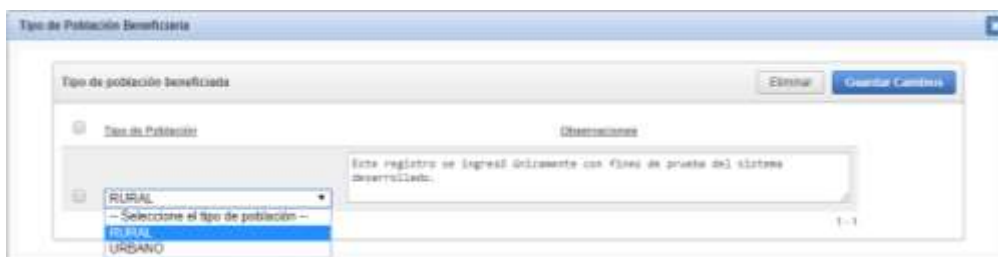 Tipo de Población Beneficiaria
Tipo de población beneficiada
Eliminar
Guardar Cambios
Tipo de Población
Observaciones
Este registro se ingresó únicamente con fines de prueba del sistema
desarrollado.
RURAL
-- Seleccione el tipo de población --
RURAL
URBANO
1 - 1